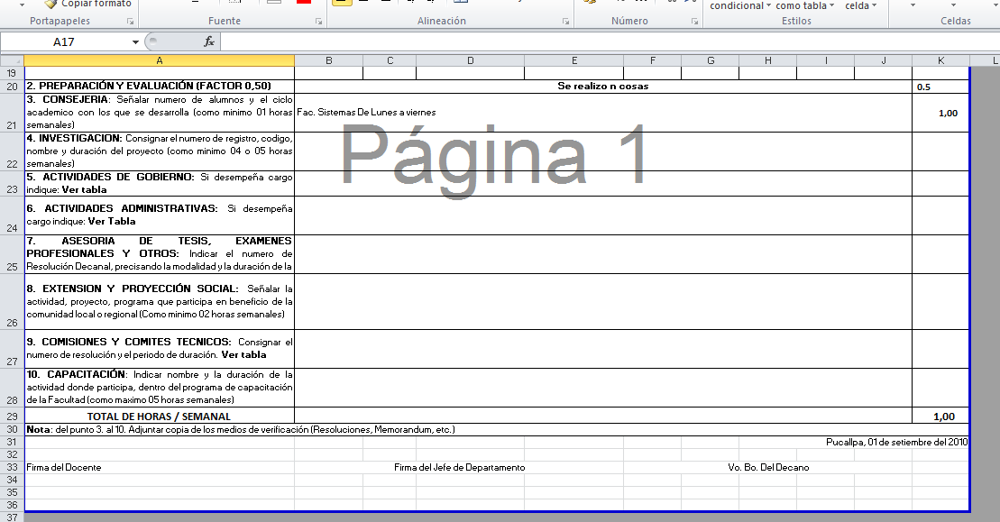 Copiar formato
condicional como tabla celda
Portapapeles Fuente Alineación Número Estilos Celdas
A17 fx
A B C D E F G H I J K L
19
20 2. PREPARACIÓN Y EVALUACIÓN (FACTOR 0,50) Se realizo n cosas 0.5
3. CONSEJERIA: Señalar numero de alumnos y el ciclo
academico con los que se desarrolla (como minimo 01 horas Fac. Sistemas De Lunes a viernes 1,00
21 semanales)
4. INVESTIGACION: Consignar el numero de registro, codigo,
nombre y duración del proyecto (como minimo 04 o 05 horas
22 semanales)
Página 1
5. ACTIVIDADES DE GOBIERNO: Si desempeña cargo
23 indique: Ver tabla
6. ACTIVIDADES ADMINISTRATIVAS: Si desempeña
cargo indique: Ver Tabla
24
7. ASESORIA DE TESIS, EXAMENES
PROFESIONALES Y OTROS: Indicar el numero de
25 Resolución Decanal, precisando la modalidad y la duración de la
8. EXTENSION Y PROYECCIÓN SOCIAL: Señalar la
actividad, proyecto, programa que participa en beneficio de la
comunidad local o regional (Como minimo 02 horas semanales)
26
9. COMISIONES Y COMITES TECNICOS: Consignar el
numero de resolución y el periodo de duración. Ver tabla
27
10. CAPACITACIÓN: Indicar nombre y la duración de la
actividad donde participa, dentro del programa de capacitación
28 de la Facultad (como maximo 05 horas semanales)
29 TOTAL DE HORAS / SEMANAL 1,00
30 Nota: del punto 3. al 10. Adjuntar copia de los medios de verificación (Resoluciones, Memorandum, etc.)
31 Pucallpa, 01 de setiembre del 2010
32
33 Firma del Docente Firma del Jefe de Departamento Vo. Bo. Del Decano
34
35
36
37